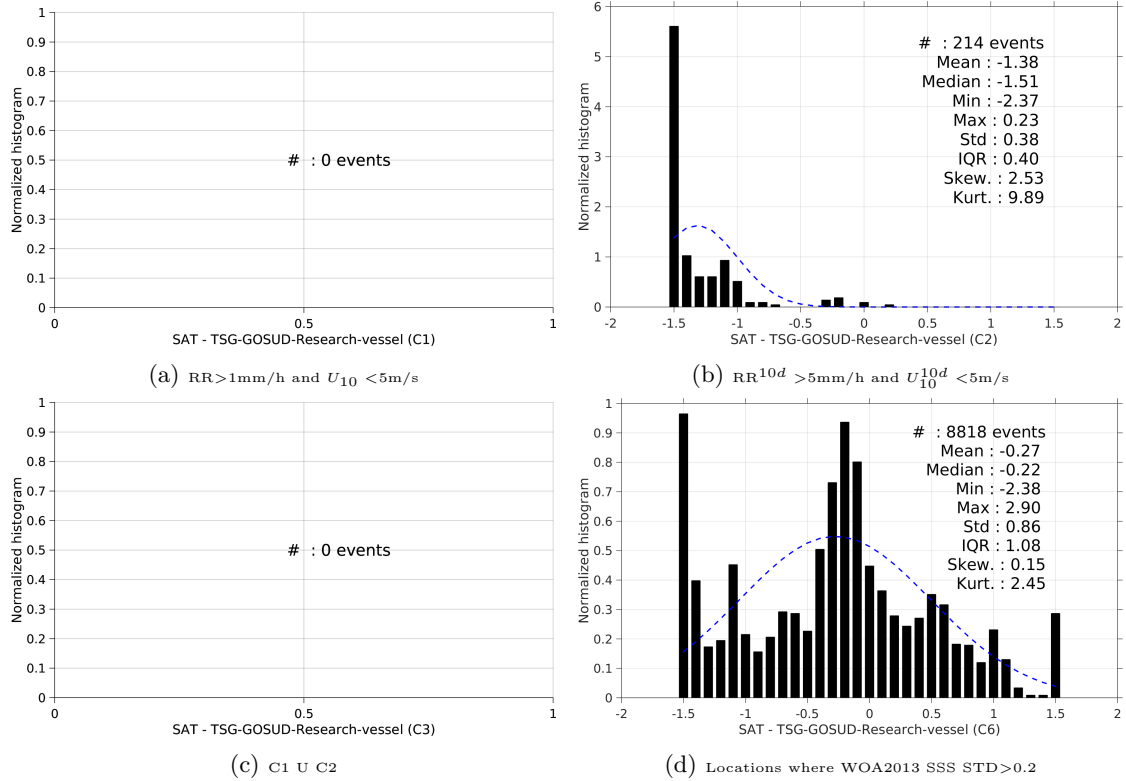 1
0.9
0.8
0.7
0.6
0.5
0.4
0.3
0.2
0.1
0
Normalized histogram
# : 0 events
0 0.5 1
SAT - TSG-GOSUD-Research-vessel (C1)
(a) RR>1mm/h and U10 <5m/s
6
5
4
3
2
1
0
Normalized histogram
# : 214 events
Mean : -1.38
Median : -1.51
Min : -2.37
Max : 0.23
Std : 0.38
IQR : 0.40
Skew. : 2.53
Kurt. : 9.89
-2 -1.5 -1 -0.5 0 0.5 1 1.5 2
SAT - TSG-GOSUD-Research-vessel (C2)
(b) RR10d >5mm/h and U10d10 <5m/s
1
0.9
0.8
0.7
0.6
0.5
0.4
0.3
0.2
0.1
0
Normalized histogram
# : 0 events
0 0.5 1
SAT - TSG-GOSUD-Research-vessel (C3)
(c) C1 U C2
1
0.9
0.8
0.7
0.6
0.5
0.4
0.3
0.2
0.1
0
Normalized histogram
# : 8818 events
Mean : -0.27
Median : -0.22
Min : -2.38
Max : 2.90
Std : 0.86
IQR : 1.08
Skew. : 0.15
Kurt. : 2.45
-2 -1.5 -1 -0.5 0 0.5 1 1.5 2
SAT - TSG-GOSUD-Research-vessel (C6)
(d) Locations where WOA2013 SSS STD>0.2